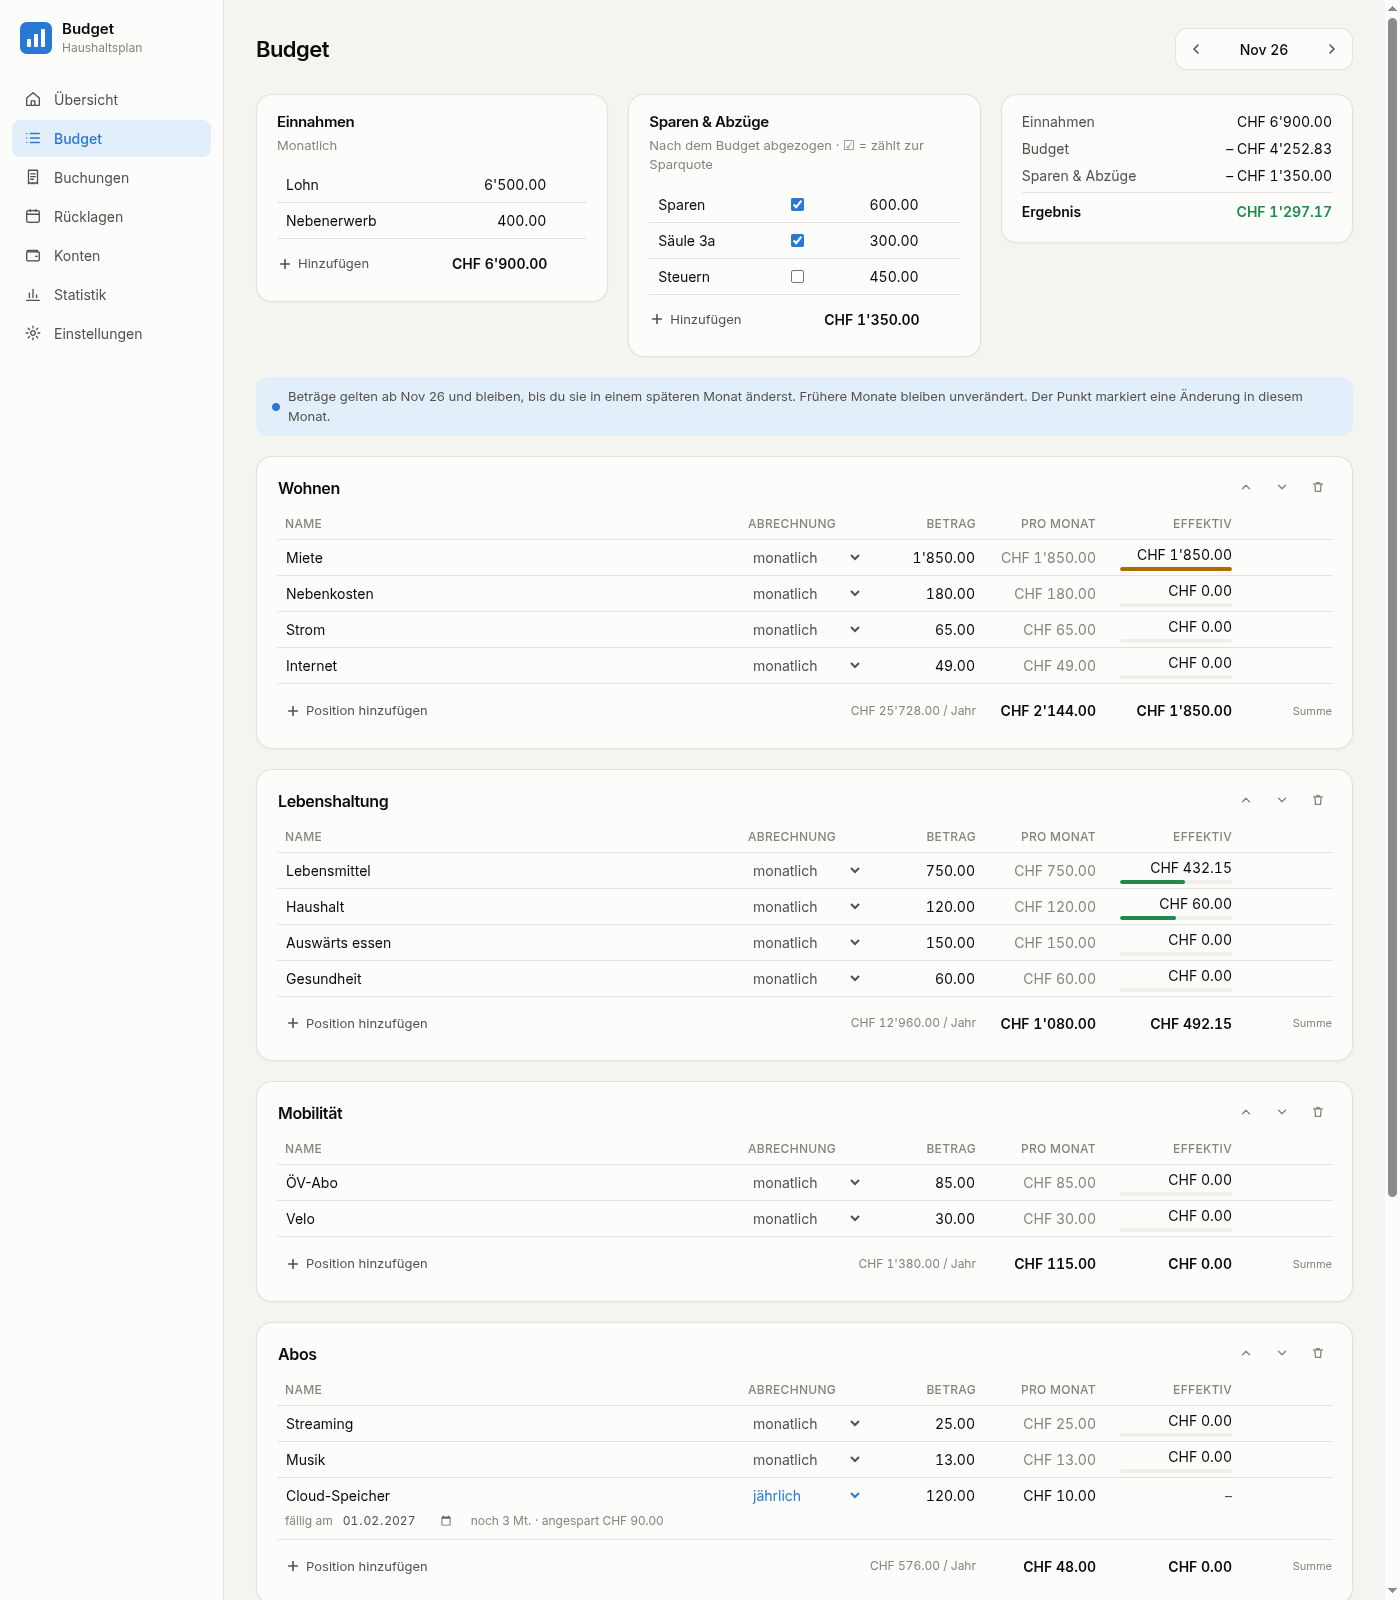 Budget
Haushaltsplan
Übersicht
Budget
Buchungen
Rücklagen
Konten
Statistik
Einstellungen
Budget
Nov 26
Einnahmen
Monatlich
Lohn 6'500.00
Nebenerwerb 400.00
Hinzufügen CHF 6'900.00
Sparen & Abzüge
Nach dem Budget abgezogen · ☑ = zählt zur
Sparquote
Sparen 600.00
Säule 3a 300.00
Steuern 450.00
Hinzufügen CHF 1'350.00
Einnahmen CHF 6'900.00
Budget – CHF 4'252.83
Sparen & Abzüge – CHF 1'350.00
Ergebnis CHF 1'297.17
Beträge gelten ab Nov 26 und bleiben, bis du sie in einem späteren Monat änderst. Frühere Monate bleiben unverändert. Der Punkt markiert eine Änderung in diesem
Monat.
Wohnen
NAME ABRECHNUNG BETRAG PRO MONAT EFFEKTIV
Miete monatlich 1'850.00 CHF 1'850.00 CHF 1'850.00
Nebenkosten monatlich 180.00 CHF 180.00 CHF 0.00
Strom monatlich 65.00 CHF 65.00 CHF 0.00
Internet monatlich 49.00 CHF 49.00 CHF 0.00
Position hinzufügen CHF 25'728.00 / Jahr CHF 2'144.00 CHF 1'850.00 Summe
Lebenshaltung
NAME ABRECHNUNG BETRAG PRO MONAT EFFEKTIV
Lebensmittel monatlich 750.00 CHF 750.00 CHF 432.15
Haushalt monatlich 120.00 CHF 120.00 CHF 60.00
Auswärts essen monatlich 150.00 CHF 150.00 CHF 0.00
Gesundheit monatlich 60.00 CHF 60.00 CHF 0.00
Position hinzufügen CHF 12'960.00 / Jahr CHF 1'080.00 CHF 492.15 Summe
Mobilität
NAME ABRECHNUNG BETRAG PRO MONAT EFFEKTIV
ÖV-Abo monatlich 85.00 CHF 85.00 CHF 0.00
Velo monatlich 30.00 CHF 30.00 CHF 0.00
Position hinzufügen CHF 1'380.00 / Jahr CHF 115.00 CHF 0.00 Summe
Abos
NAME ABRECHNUNG BETRAG PRO MONAT EFFEKTIV
Streaming monatlich 25.00 CHF 25.00 CHF 0.00
Musik monatlich 13.00 CHF 13.00 CHF 0.00
Cloud-Speicher jährlich 120.00 CHF 10.00 –
fällig am 01.02.2027 noch 3 Mt. · angespart CHF 90.00
Position hinzufügen CHF 576.00 / Jahr CHF 48.00 CHF 0.00 Summe